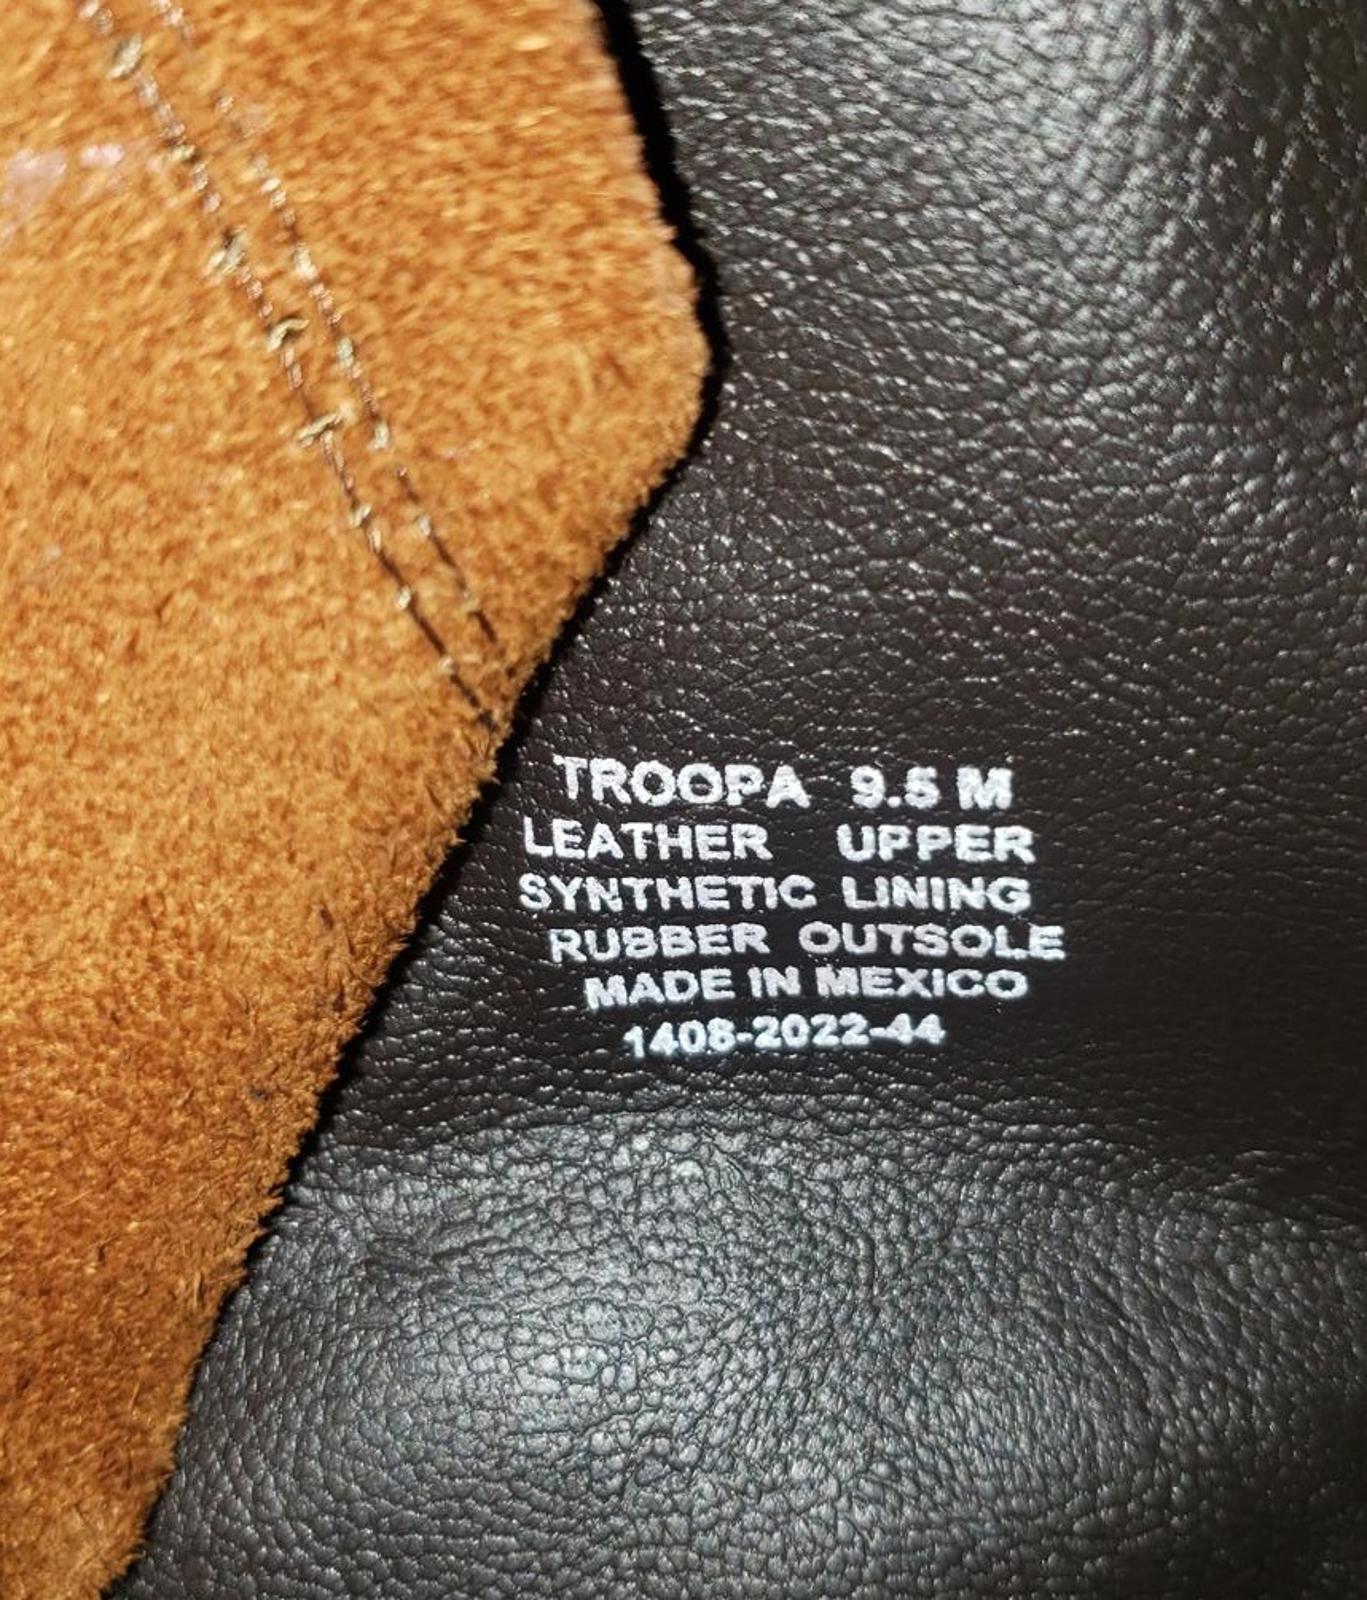 TROOPA 9.5 M
LEATHER UPPER
SYNTHETIC LINING
RUBBER OUTSOLE
MADE IN MEXICO
1408-2022-44